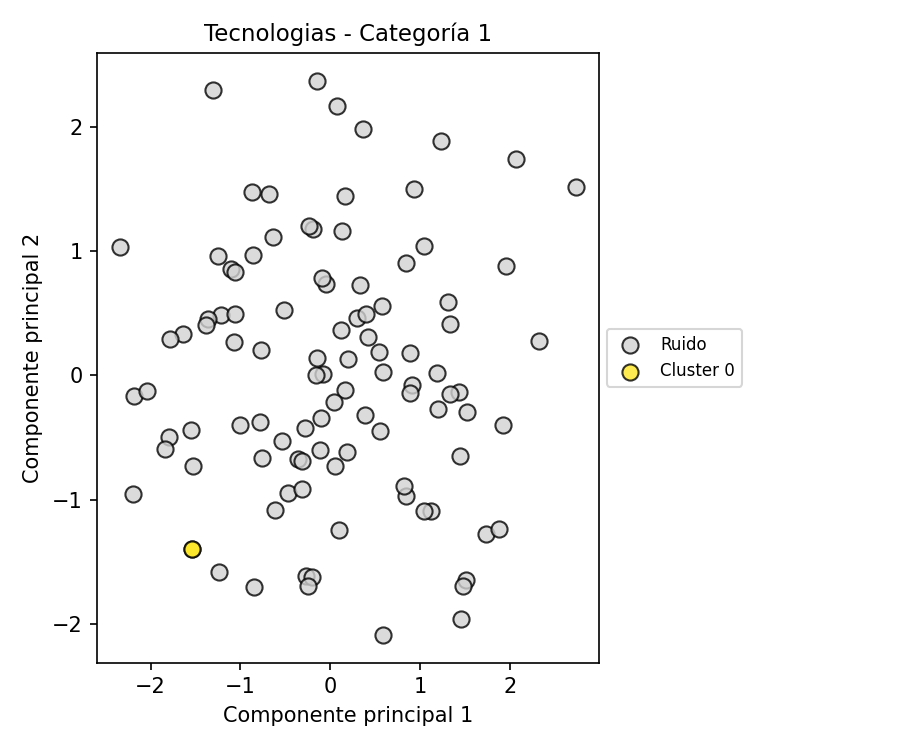 Tecnologias - Categoría 1
Componente principal 2
2
1
0
−1
−2
−2
−1
0
1
2
Componente principal 1
Ruido
Cluster 0